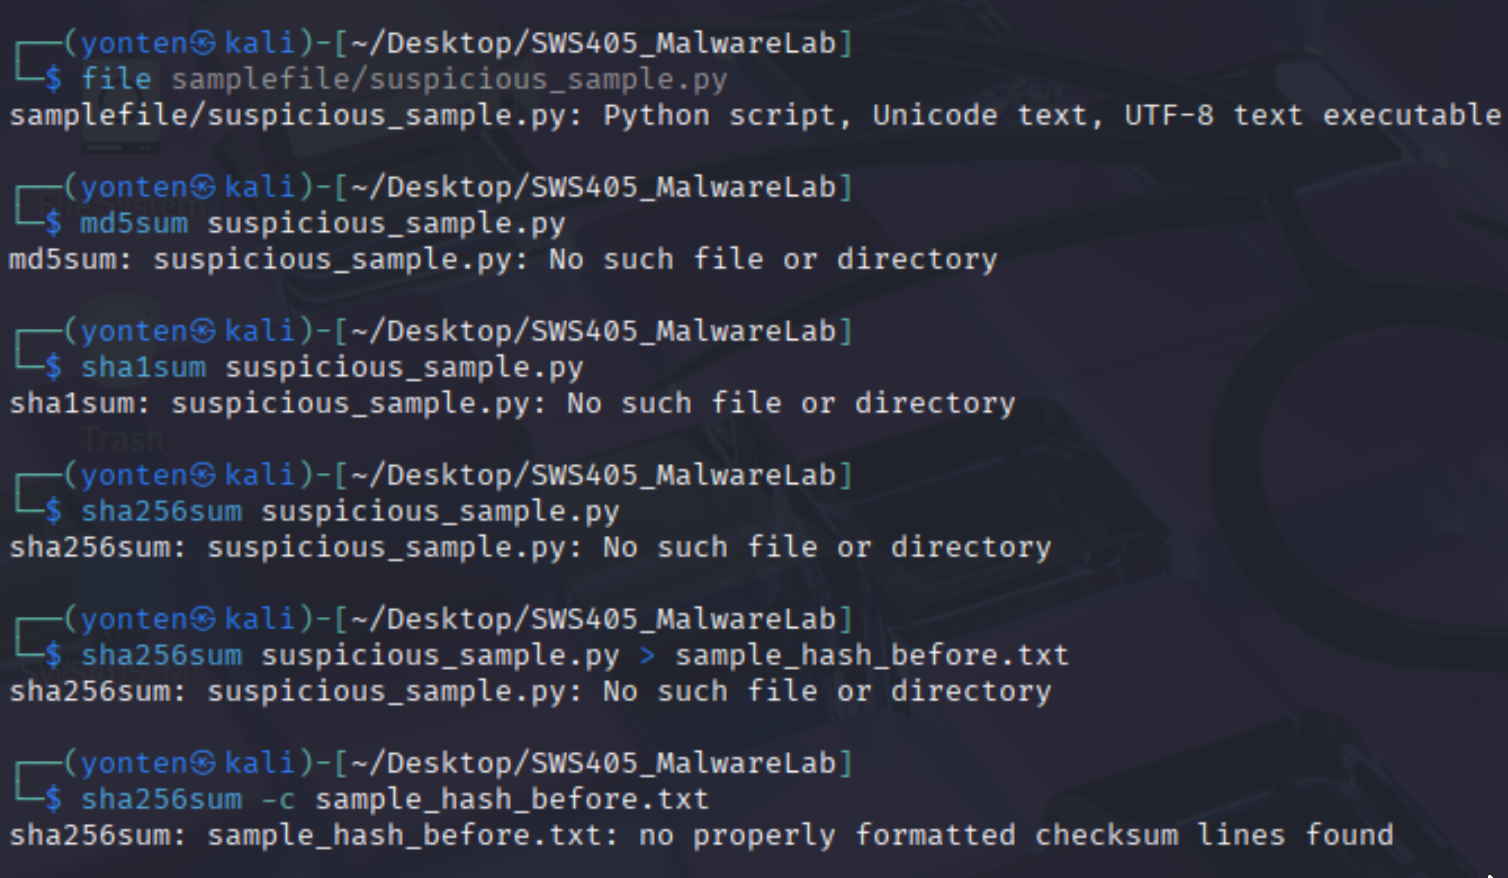 ┌──(yonten㉿kali)-[~/Desktop/SWS405_MalwareLab]
└─$ file samplefile/suspicious_sample.py
samplefile/suspicious_sample.py: Python script, Unicode text, UTF-8 text executable
┌──(yonten㉿kali)-[~/Desktop/SWS405_MalwareLab]
└─$ md5sum suspicious_sample.py
md5sum: suspicious_sample.py: No such file or directory
┌──(yonten㉿kali)-[~/Desktop/SWS405_MalwareLab]
└─$ sha1sum suspicious_sample.py
sha1sum: suspicious_sample.py: No such file or directory
Trash
┌──(yonten㉿kali)-[~/Desktop/SWS405_MalwareLab]
└─$ sha256sum suspicious_sample.py
sha256sum: suspicious_sample.py: No such file or directory
┌──(yonten㉿kali)-[~/Desktop/SWS405_MalwareLab]
└─$ sha256sum suspicious_sample.py > sample_hash_before.txt
sha256sum: suspicious_sample.py: No such file or directory
┌──(yonten㉿kali)-[~/Desktop/SWS405_MalwareLab]
└─$ sha256sum -c sample_hash_before.txt
sha256sum: sample_hash_before.txt: no properly formatted checksum lines found